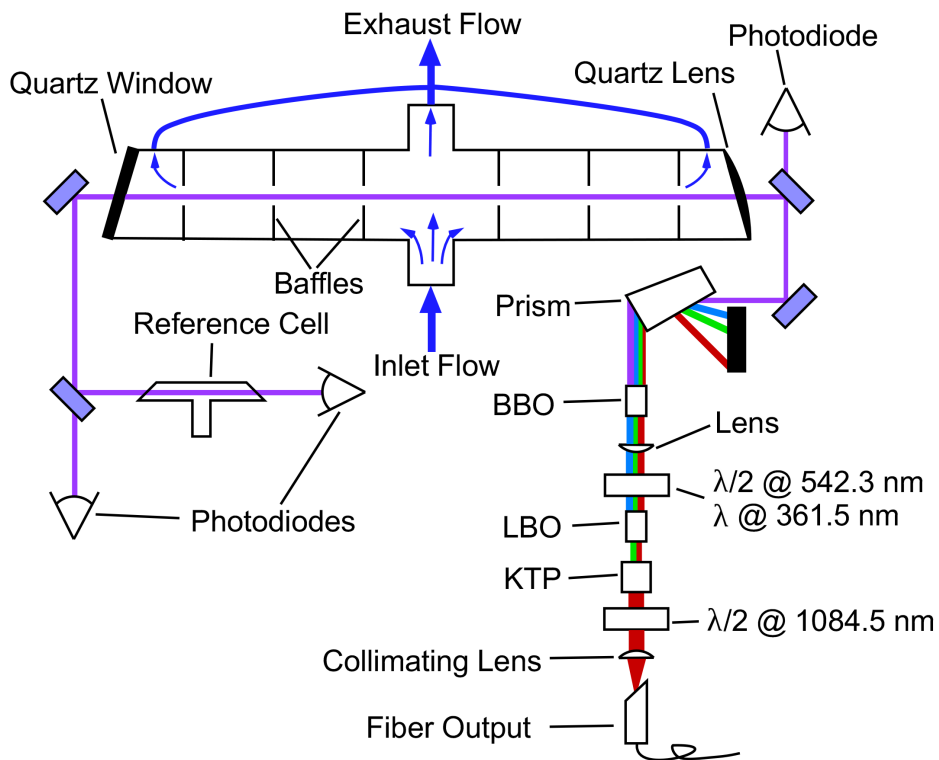 Exhaust Flow
Photodiode
Quartz Window
Quartz Lens
Baffles
Prism
Reference Cell
Inlet Flow
BBO
Lens
λ/2 @ 542.3 nm
λ @ 361.5 nm
Photodiodes
LBO
KTP
λ/2 @ 1084.5 nm
Collimating Lens
Fiber Output